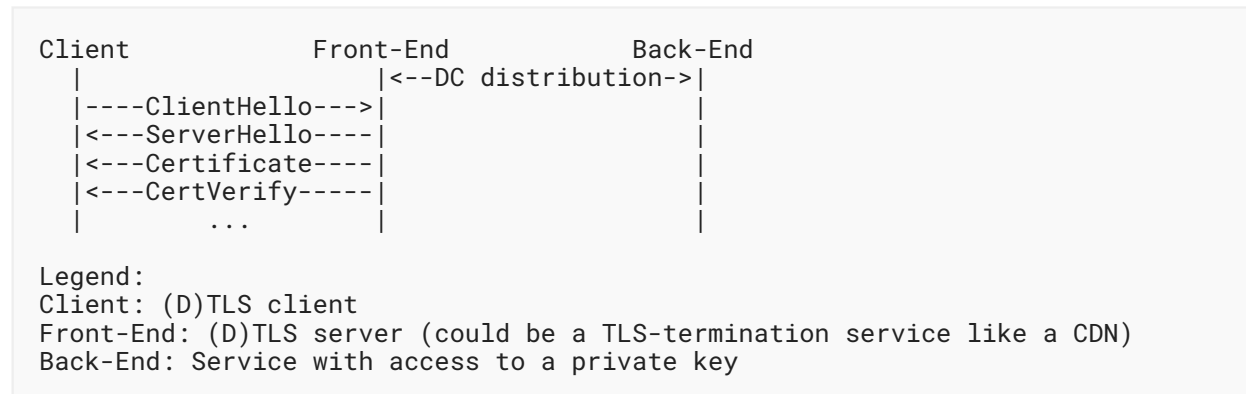 Client            Front-End            Back-End
  |                   |<--DC distribution->|
  |----ClientHello--->|                    |
  |<---ServerHello----|                    |
  |<---Certificate----|                    |
  |<---CertVerify-----|                    |
  |        ...        |                    |
Legend:
Client: (D)TLS client
Front-End: (D)TLS server (could be a TLS-termination service like a CDN)
Back-End: Service with access to a private key